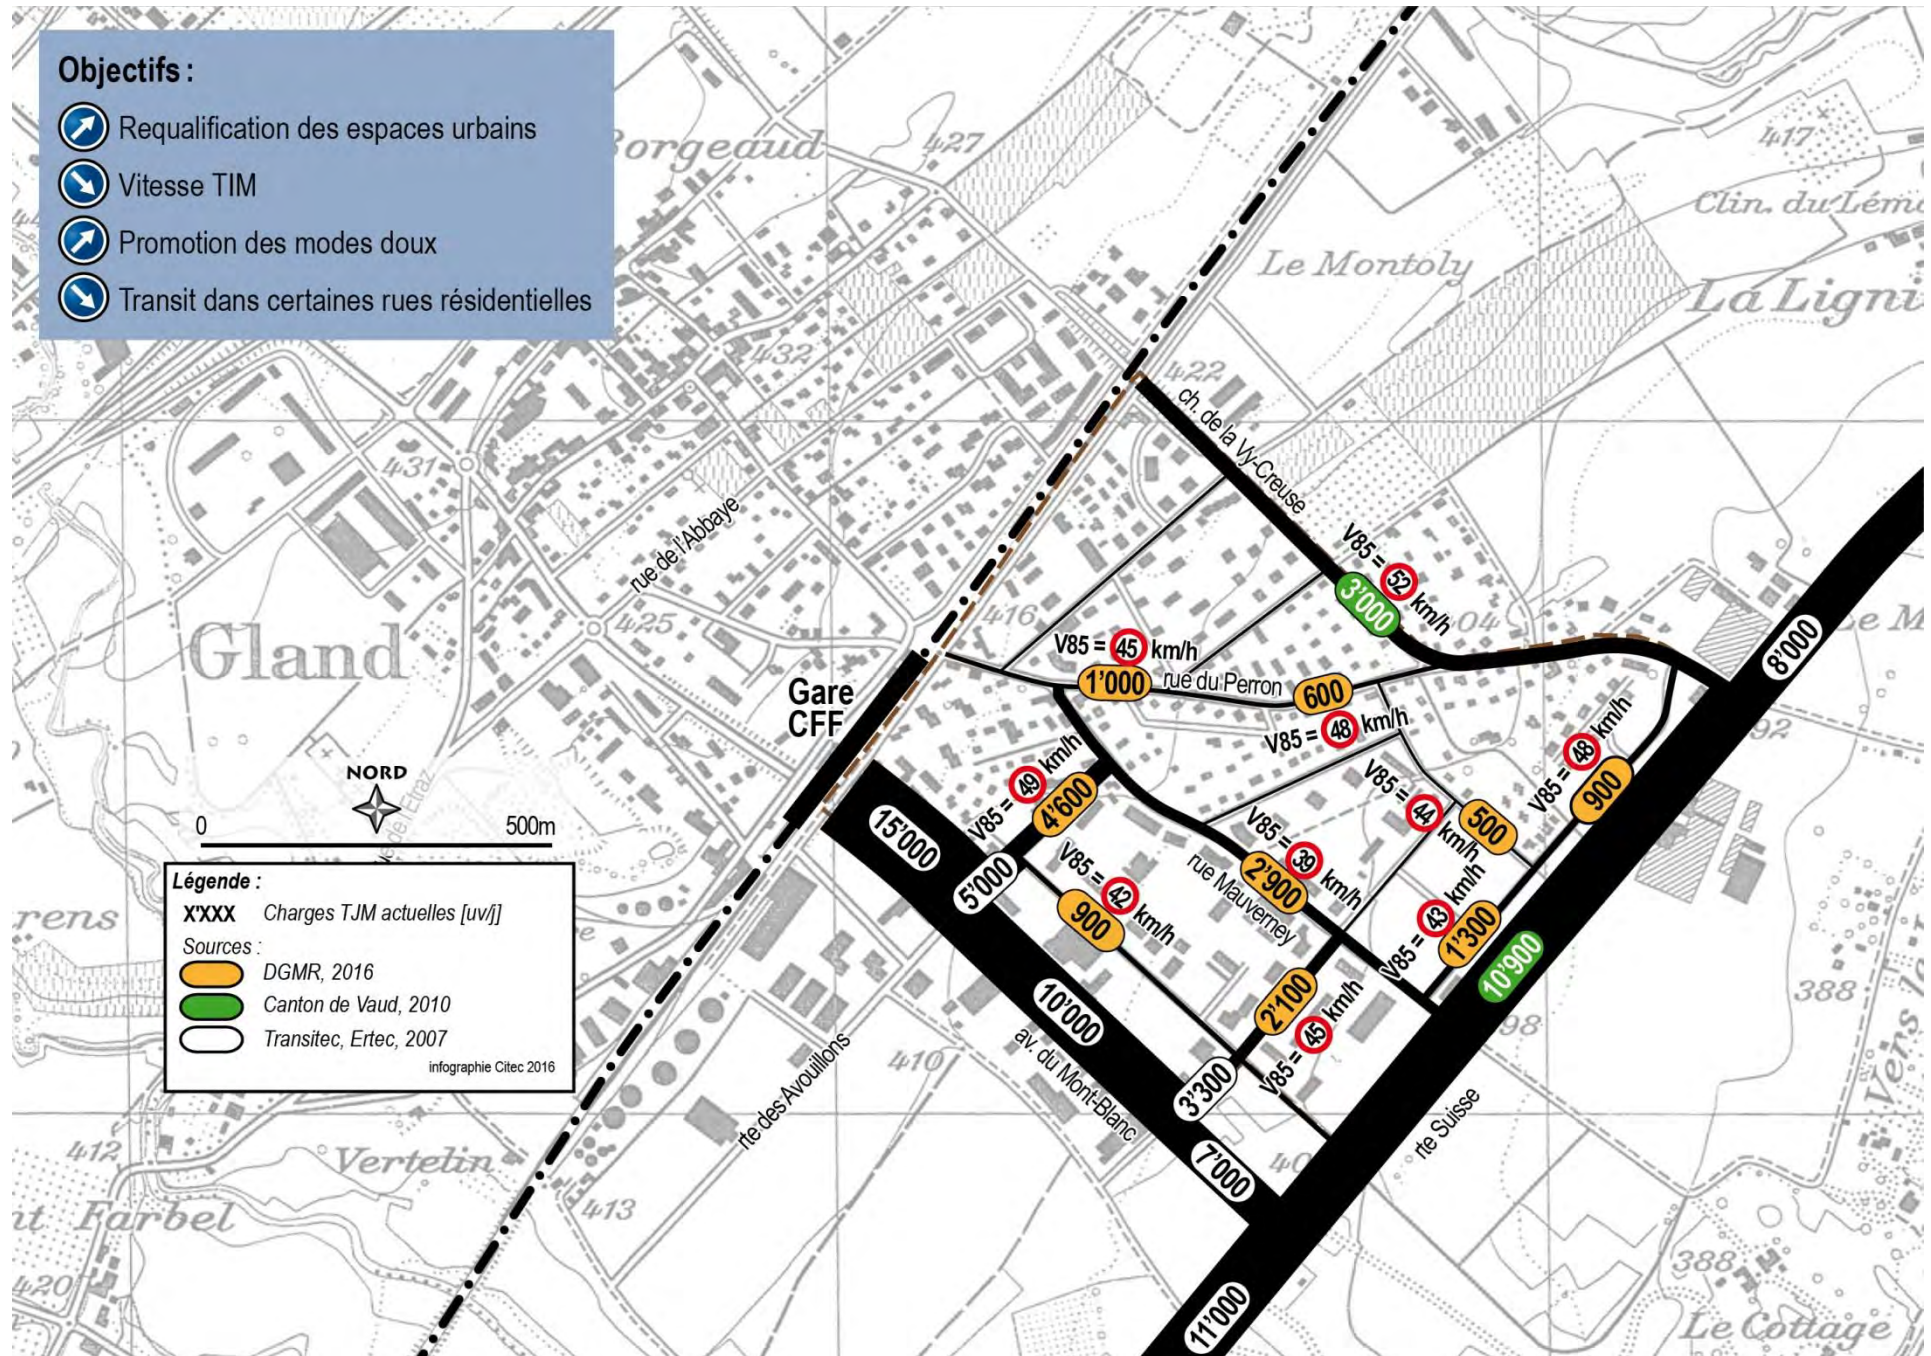 Objectifs :
Requalification des espaces urbains
Vitesse TIM
Promotion des modes doux
Transit dans certaines rues résidentielles
Borgeaud
427
417
Clin. du Lém
Le Montoly
La Ligni
432
422
431
ch. de la Vy-Creuse
rue de l'Abbaye
425
416
Gland
V85 = 52 km/h
3'000
V85 = 45 km/h
1'000
rue du Perron
600
V85 = 48 km/h
8'000
Le M
Gare
CFF
V85 = 48 km/h
900
NORD
0
500m
V85 = 49 km/h
4'600
V85 = 44 km/h
500
15'000
5'000
V85 = 42 km/h
900
V85 = 39 km/h
2'900
rue Mauverney
V85 = 43 km/h
1'300
10'900
388
Légende :
X'XXX
Charges TJM actuelles [uv/j]
Sources :
DGMR, 2016
Canton de Vaud, 2010
Transitec, Ertec, 2007
infographie Citec 2016
2'100
V85 = 45 km/h
10'000
av. du Mont-Blanc
rte des Avouillons
410
3'300
7'000
rte Suisse
Vers
412
Vertelin
413
Farbel
420
11'000
388
Le Cottage